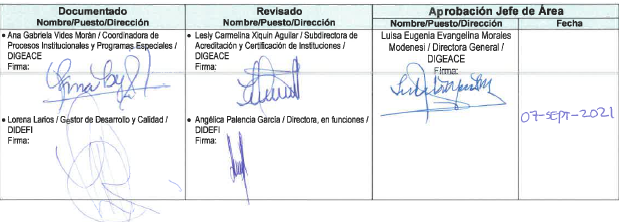 Documentado
Nombre/Puesto/Dirección
Revisado
Nombre/Puesto/Dirección
Aprobación Jefe de Área
Nombre/Puesto/Dirección
Fecha
• Ana Gabriela Vides Morán / Coordinadora de
Procesos Institucionales y Programas Especiales /
DIGEACE
Firma:
• Lesly Carmelina Xiquin Aguilar / Subdirectora de
Acreditación y Certificación de Instituciones /
DIGEACE
Firma:
Luisa Eugenia Evangelina Morales
Modenesi / Directora General /
DIGEACE
Firma:
07-SEPT-2021
• Lorena Larios / Gestor de Desarrollo y Calidad /
DIDEFI
Firma:
• Angélica Palencia García / Directora, en funciones /
DIDEFI
Firma: